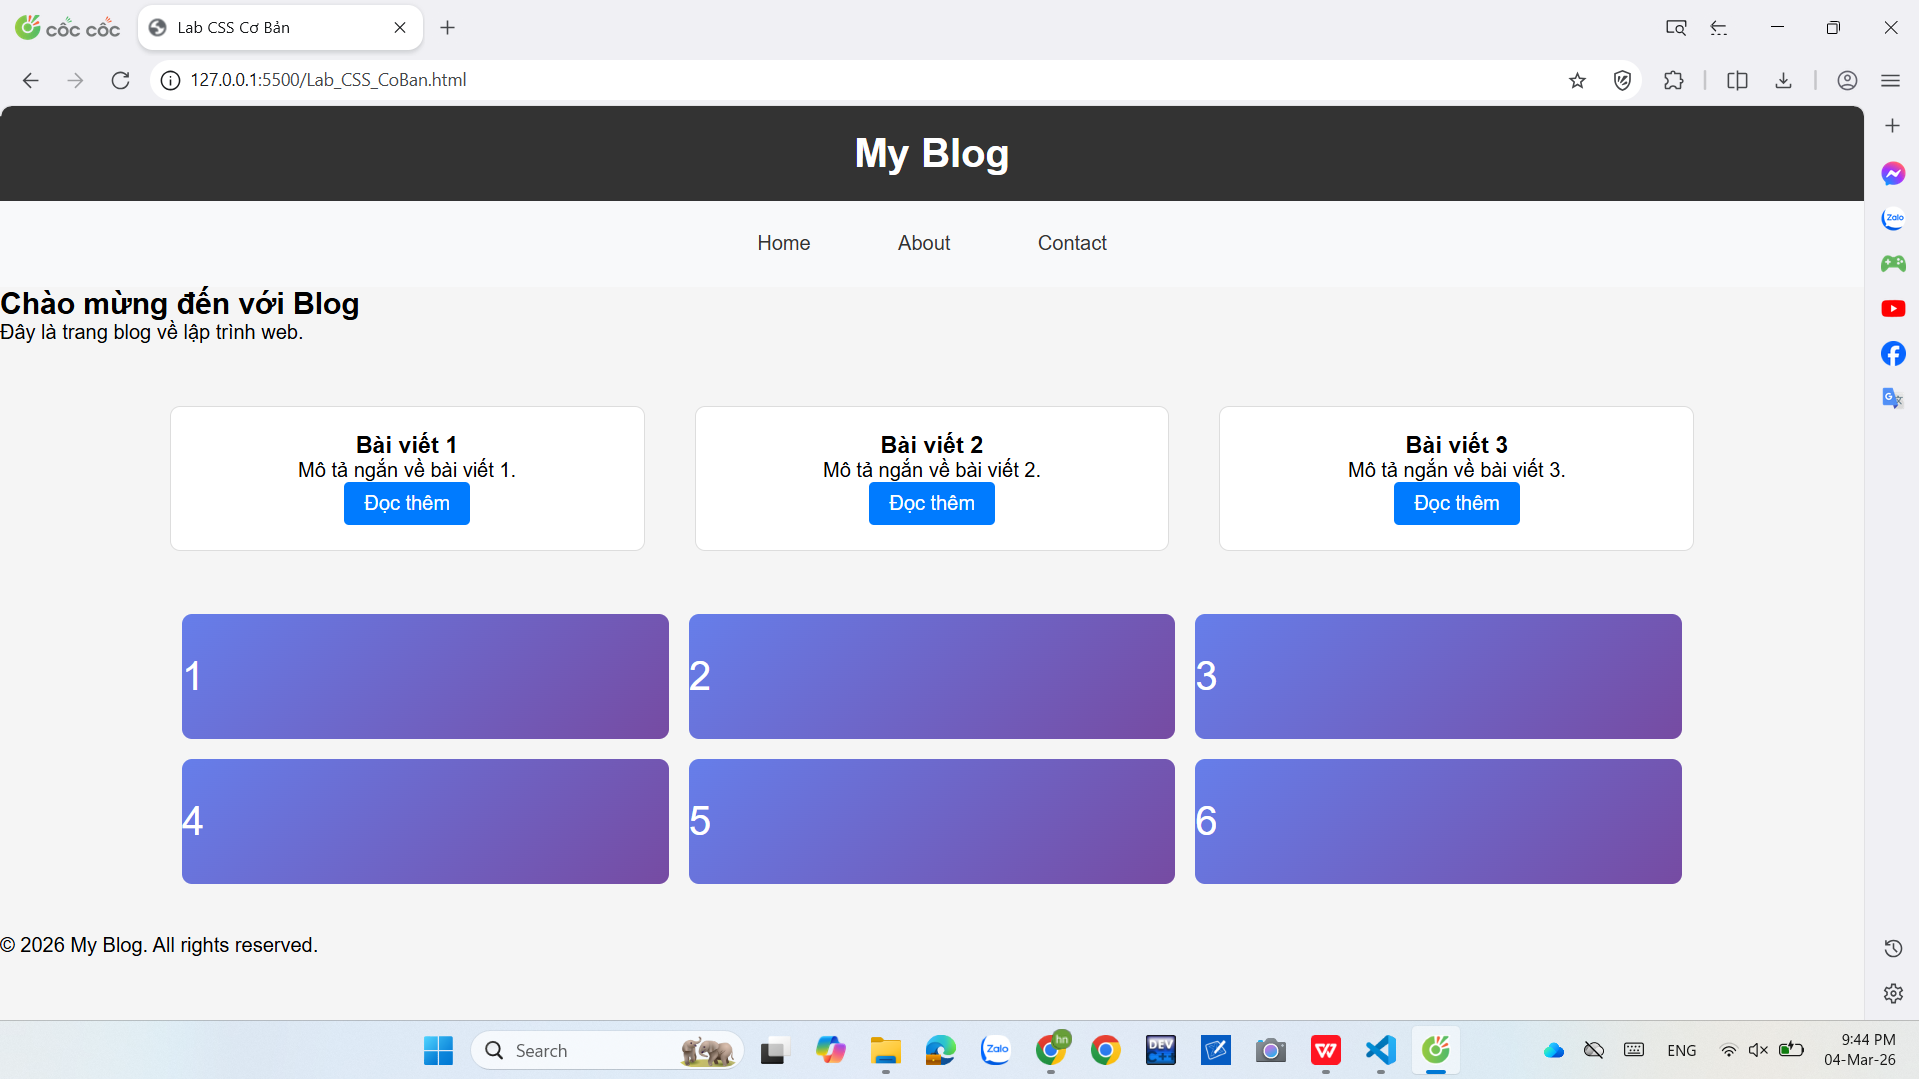 cốc cốc
Lab CSS Cơ Bản
127.0.0.1:5500/Lab_CSS_CoBan.html
My Blog
Home About Contact
Chào mừng đến với Blog
Đây là trang blog về lập trình web.
Bài viết 1
Mô tả ngắn về bài viết 1.
Đọc thêm
Bài viết 2
Mô tả ngắn về bài viết 2.
Đọc thêm
Bài viết 3
Mô tả ngắn về bài viết 3.
Đọc thêm
1 2 3
4 5 6
© 2026 My Blog. All rights reserved.
Zalo
Search
Zalo
hn
DEV
ENG
9:44 PM
04-Mar-26